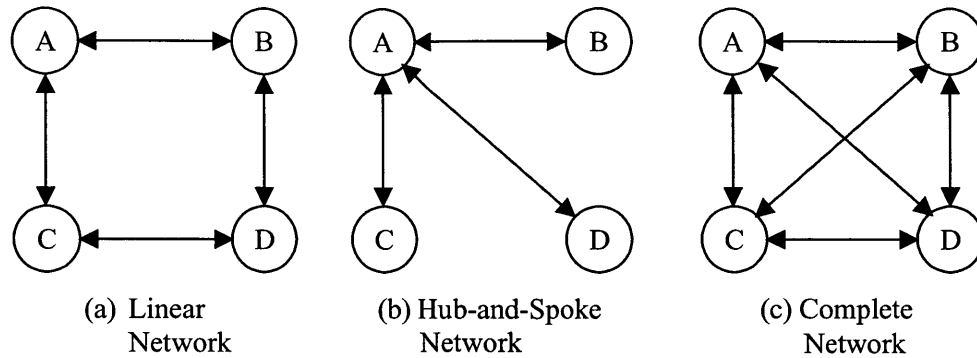 A B A B A B
C D C D C D
(a) Linear (b) Hub-and-Spoke (c) Complete
Network Network Network